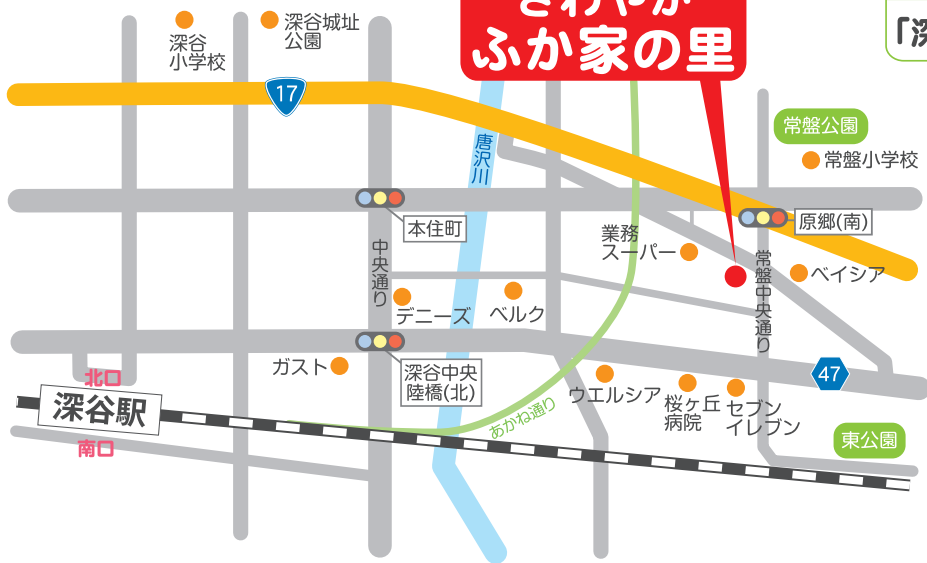 さわやか
ふか家の里
「深
深谷
小学校
深谷城址
公園
17
唐沢川
常盤公園
常盤小学校
本住町
原郷(南)
業務
スーパー
中央通り
常盤中央通り
ベイシア
デニーズ
ベルク
ガスト
深谷中央
陸橋(北)
ウエルシア
桜ヶ丘
病院
セブン
イレブン
47
北口
深谷駅
南口
あかね通り
東公園